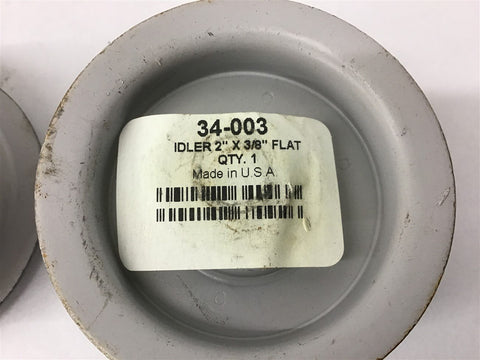 34-003
IDLER 2" X 3/8" FLAT
QTY. 1
Made in U.S.A